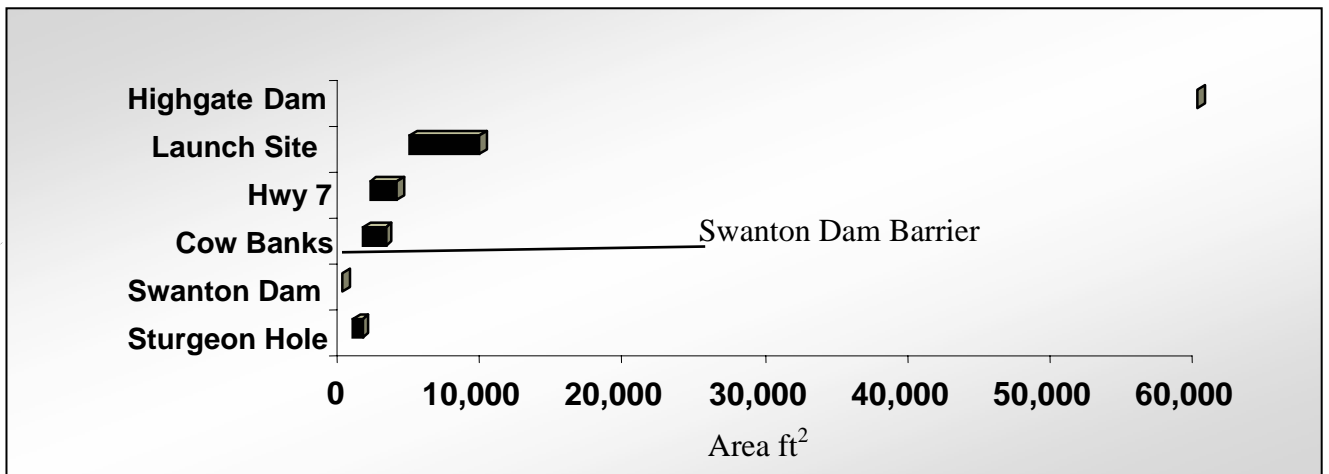 Highgate Dam
Launch Site
Hwy 7
Cow Banks
Swanton Dam Barrier
Swanton Dam
Sturgeon Hole
0 10,000 20,000 30,000 40,000 50,000 60,000
Area ft²